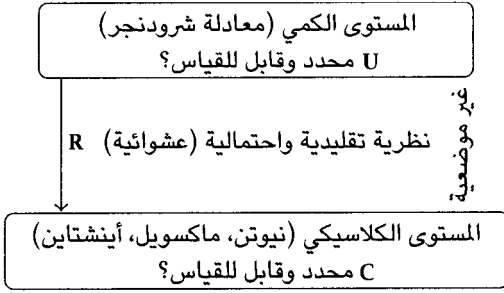 المستوى الكمي (معادلة شرودنجر)
U محدد وقابل للقياس؟
غير موضعية
نظرية تقليدية واحتمالية (عشوائية) R
المستوى الكلاسيكي (نيوتن، ماكسويل، أينشتاين)
C محدد وقابل للقياس؟